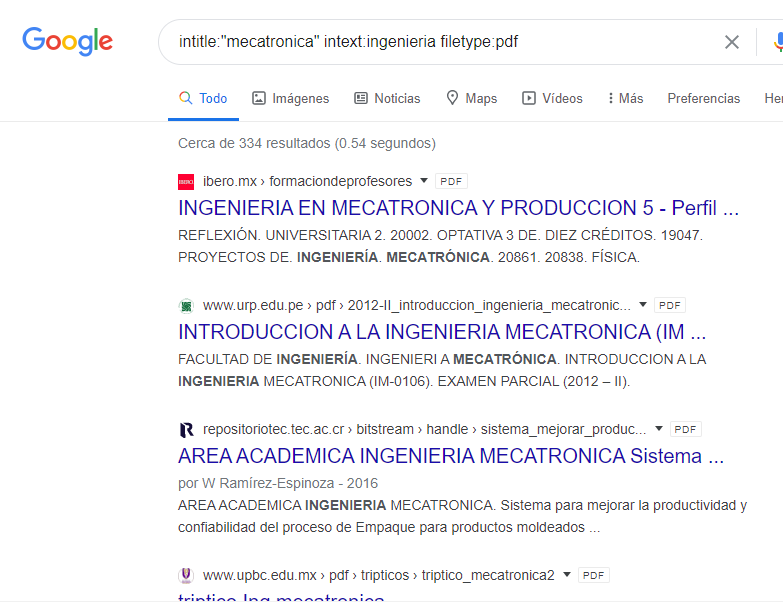 Google
intitle:"mecatronica" intext:ingenieria filetype:pdf
Todo Imágenes Noticias Maps Vídeos Más Preferencias Her
Cerca de 334 resultados (0.54 segundos)
ibero.mx › formaciondeprofesores PDF
INGENIERIA EN MECATRONICA Y PRODUCCION 5 - Perfil ...
REFLEXIÓN. UNIVERSITARIA 2. 20002. OPTATIVA 3 DE. DIEZ CRÉDITOS. 19047.
PROYECTOS DE. INGENIERÍA. MECATRÓNICA. 20861. 20838. FÍSICA.
www.urp.edu.pe › pdf › 2012-II_introduccion_ingenieria_mecatronic... PDF
INTRODUCCION A LA INGENIERIA MECATRONICA (IM ...
FACULTAD DE INGENIERÍA. INGENIERI A MECATRÓNICA. INTRODUCCION A LA
INGENIERIA MECATRONICA (IM-0106). EXAMEN PARCIAL (2012 – II).
repositoriotec.tec.ac.cr › bitstream › handle › sistema_mejorar_produc... PDF
AREA ACADEMICA INGENIERIA MECATRONICA Sistema ...
por W Ramírez-Espinoza - 2016
AREA ACADEMICA INGENIERIA MECATRONICA. Sistema para mejorar la productividad y
confiabilidad del proceso de Empaque para productos moldeados ...
www.upbc.edu.mx › pdf › tripticos › triptico_mecatronica2 PDF
triptico Ing mecatronica